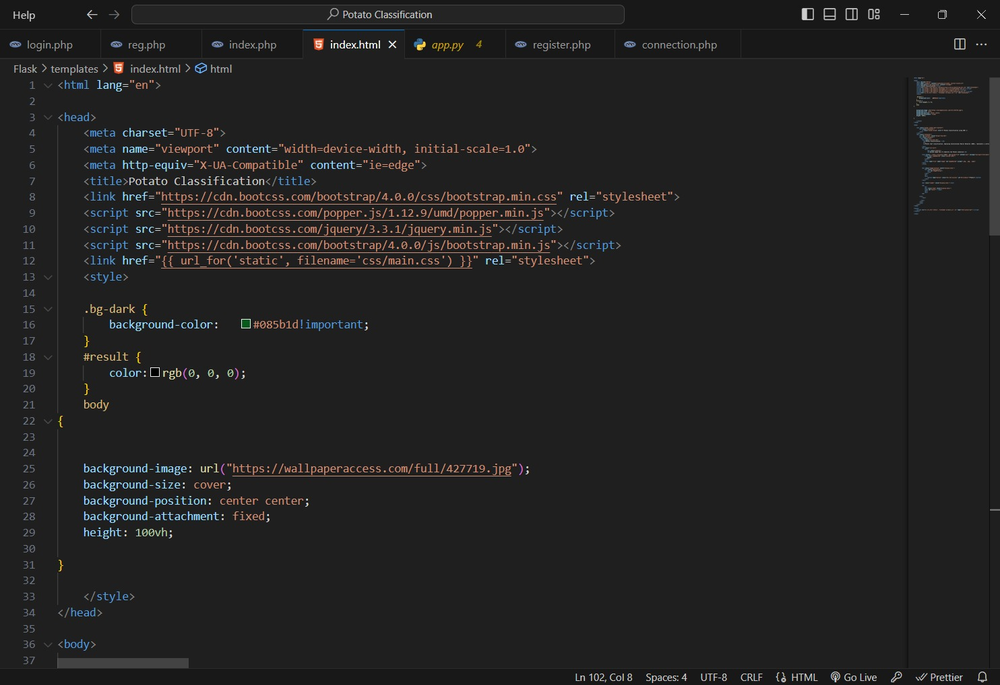 Help
Potato Classification
login.php
reg.php
index.php
index.html
app.py 4
register.php
connection.php
Flask > templates > index.html > html
1 <html lang="en">
2
3 <head>
4 <meta charset="UTF-8">
5 <meta name="viewport" content="width=device-width, initial-scale=1.0">
6 <meta http-equiv="X-UA-Compatible" content="ie=edge">
7 <title>Potato Classification</title>
8 <link href="https://cdn.bootcss.com/bootstrap/4.0.0/css/bootstrap.min.css" rel="stylesheet">
9 <script src="https://cdn.bootcss.com/popper.js/1.12.9/umd/popper.min.js"></script>
10 <script src="https://cdn.bootcss.com/jquery/3.3.1/jquery.min.js"></script>
11 <script src="https://cdn.bootcss.com/bootstrap/4.0.0/js/bootstrap.min.js"></script>
12 <link href="{{ url_for('static', filename='css/main.css') }}" rel="stylesheet">
13 <style>
14
15 .bg-dark {
16 background-color: #085b1d!important;
17 }
18 #result {
19 color: rgb(0, 0, 0);
20 }
21 body
22 {
23
24
25 background-image: url("https://wallpaperaccess.com/full/427719.jpg");
26 background-size: cover;
27 background-position: center center;
28 background-attachment: fixed;
29 height: 100vh;
30
31 }
32
33 </style>
34 </head>
35
36 <body>
37
Ln 102, Col 8 Spaces: 4 UTF-8 CRLF HTML Go Live Prettier